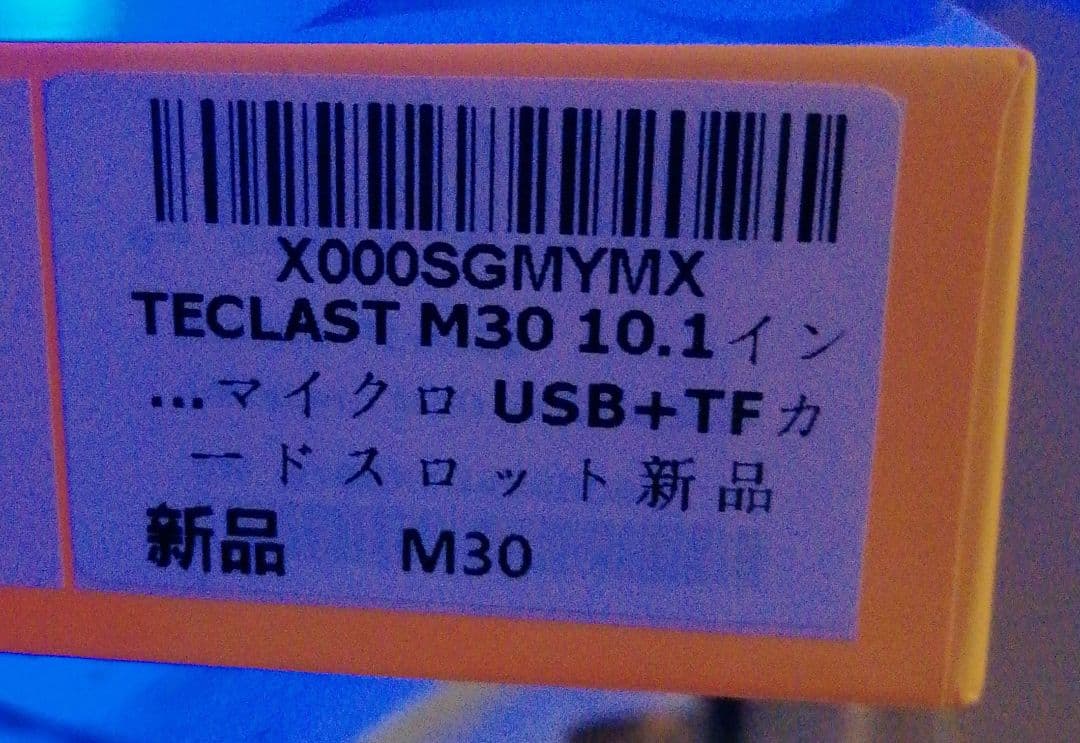 X000SGMYMX
TECLAST M30 10.1イン
...マイクロ USB+TFカ
ードスロット新品
新品 M30